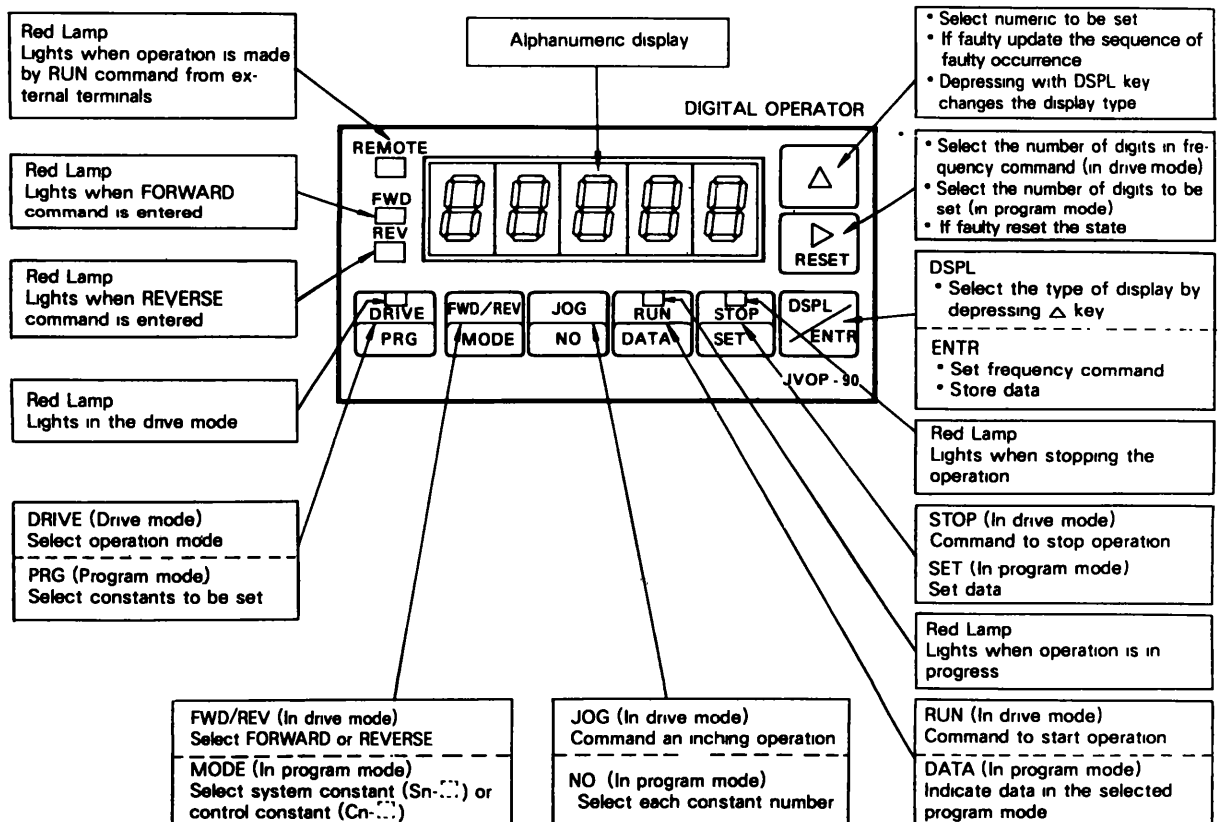 Red Lamp
Lights when operation is made
by RUN command from ex-
ternal terminals
Alphanumeric display
• Select numeric to be set
• If faulty update the sequence of
faulty occurrence
• Depressing with DSPL key
changes the display type
DIGITAL OPERATOR
Red Lamp
Lights when FORWARD
command is entered
REMOTE
FWD
REV
8 8 8 8 8
△
▷
RESET
• Select the number of digits in fre-
quency command (in drive mode)
• Select the number of digits to be
set (in program mode)
• If faulty reset the state
Red Lamp
Lights when REVERSE
command is entered
DRIVE
PRG
FWD/REV
MODE
JOG
NO
RUN
DATA
STOP
SET
DSPL
ENTR
JVOP-90
DSPL
• Select the type of display by
depressing △ key
ENTR
• Set frequency command
• Store data
Red Lamp
Lights in the drive mode
Red Lamp
Lights when stopping the
operation
DRIVE (Drive mode)
Select operation mode
PRG (Program mode)
Select constants to be set
STOP (In drive mode)
Command to stop operation
SET (In program mode)
Set data
Red Lamp
Lights when operation is in
progress
FWD/REV (In drive mode)
Select FORWARD or REVERSE
MODE (In program mode)
Select system constant (Sn-⬚) or
control constant (Cn-⬚)
JOG (In drive mode)
Command an inching operation
NO (In program mode)
Select each constant number
RUN (In drive mode)
Command to start operation
DATA (In program mode)
Indicate data in the selected
program mode